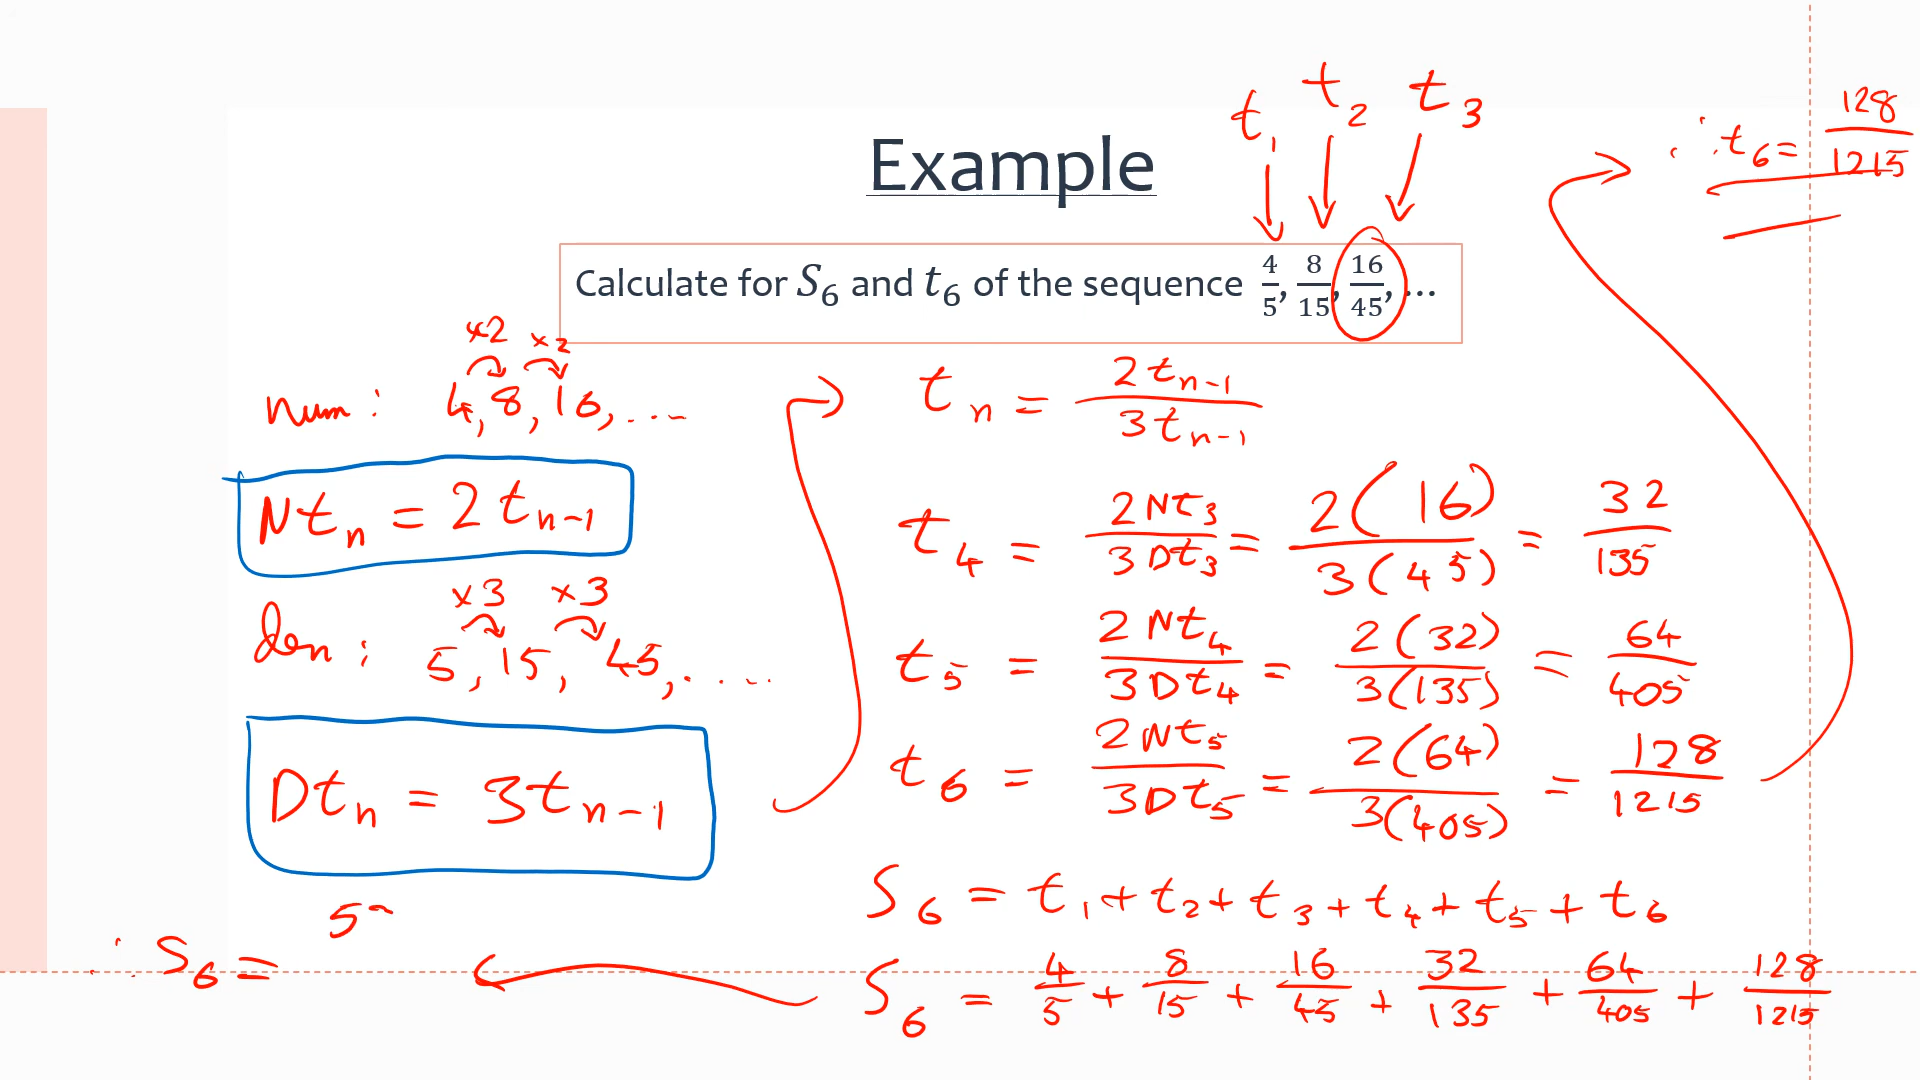 Example
t₁ t₂ t₃
∴ t₆ = 128/1215
Calculate for S₆ and t₆ of the sequence 4/5, 8/15, 16/45, …
×2 ×2
num : 4, 8, 16, ....
Ntₙ = 2tₙ₋₁
×3 ×3
den : 5, 15, 45, .....
Dtₙ = 3tₙ₋₁
tₙ = 2tₙ₋₁/3tₙ₋₁
t₄ = 2Nt₃/3Dt₃ = 2(16)/3(45) = 32/135
t₅ = 2Nt₄/3Dt₄ = 2(32)/3(135) = 64/405
t₆ = 2Nt₅/3Dt₅ = 2(64)/3(405) = 128/1215
S₆ = t₁ + t₂ + t₃ + t₄ + t₅ + t₆
S₆ = 4/5 + 8/15 + 16/45 + 32/135 + 64/405 + 128/1215
∴ S₆ = 5